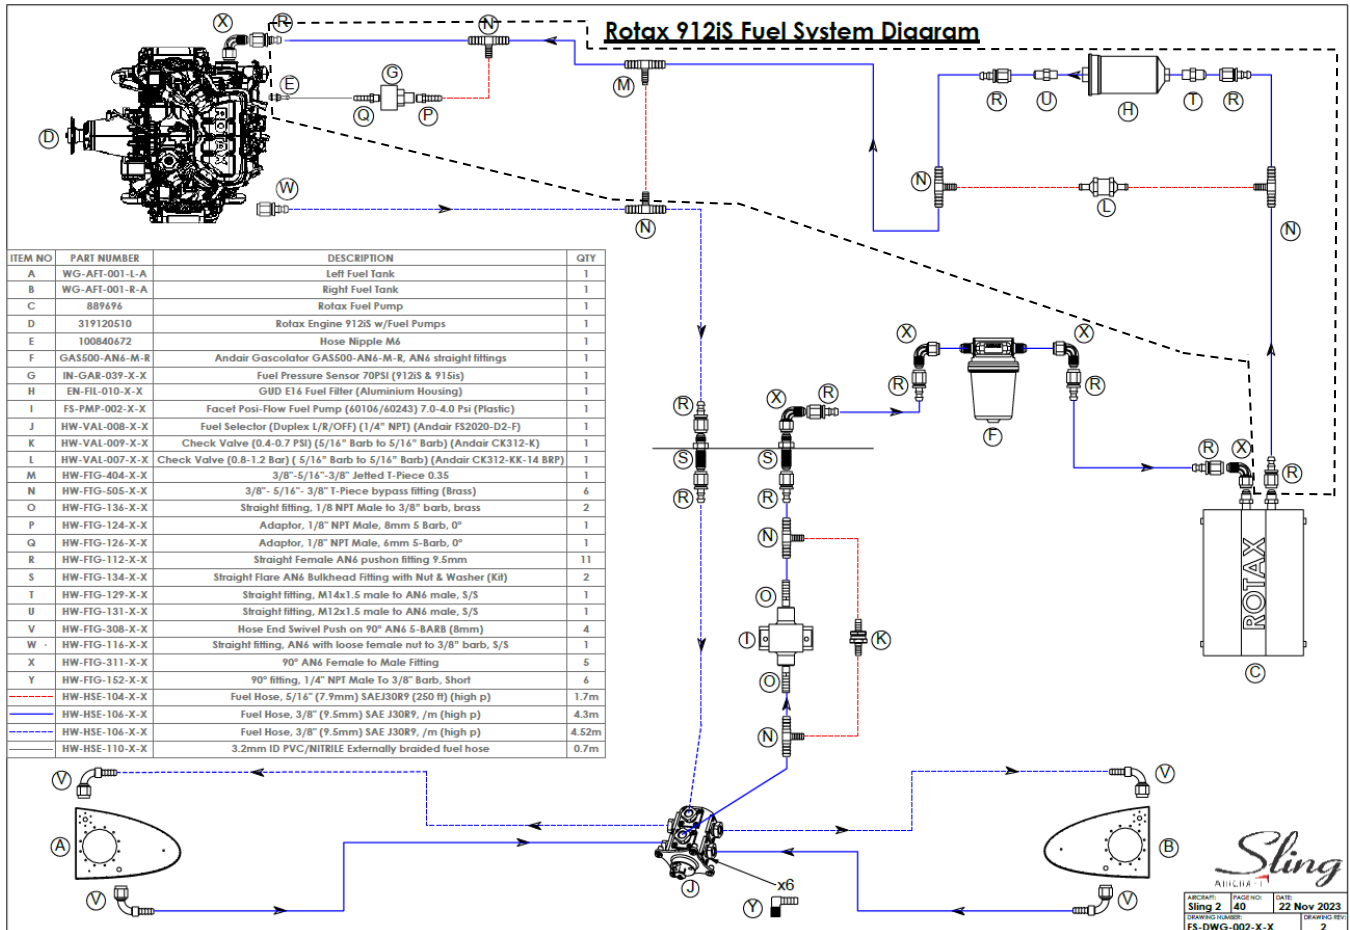 Rotax 912iS Fuel System Diagram
X R N
M
E G
Q P
D
W
N
R U H T R
N L N
ROTAX
ITEM NO PART NUMBER DESCRIPTION QTY
A WG-AFT-001-L-A Left Fuel Tank 1
B WG-AFT-001-R-A Right Fuel Tank 1
C 889696 Rotax Fuel Pump 1
D 319120510 Rotax Engine 912iS w/Fuel Pumps 1
E 100840672 Hose Nipple M6 1
F GAS500-AN6-M-R Andair Gascolator GAS500-AN6-M-R, AN6 straight fittings 1
G IN-GAR-039-X-X Fuel Pressure Sensor 70PSI (912iS & 915is) 1
H EN-FIL-010-X-X GUD E16 Fuel Filter (Aluminium Housing) 1
I FS-PMP-002-X-X Facet Posi-Flow Fuel Pump (60106/60243) 7.0-4.0 Psi (Plastic) 1
J HW-VAL-008-X-X Fuel Selector (Duplex L/R/OFF) (1/4" NPT) (Andair FS2020-D2-F) 1
K HW-VAL-009-X-X Check Valve (0.4-0.7 PSI) (5/16" Barb to 5/16" Barb) (Andair CK312-K) 1
L HW-VAL-007-X-X Check Valve (0.8-1.2 Bar) ( 5/16" Barb to 5/16" Barb) (Andair CK312-KK-14 BRP) 1
M HW-FTG-404-X-X 3/8"-5/16"-3/8" Jetted T-Piece 0.35 1
N HW-FTG-505-X-X 3/8"- 5/16"- 3/8" T-Piece bypass fitting (Brass) 6
O HW-FTG-136-X-X Straight fitting, 1/8 NPT Male to 3/8" barb, brass 2
P HW-FTG-124-X-X Adaptor, 1/8" NPT Male, 8mm 5 Barb, 0° 1
Q HW-FTG-126-X-X Adaptor, 1/8" NPT Male, 6mm 5-Barb, 0° 1
R HW-FTG-112-X-X Straight Female AN6 pushon fitting 9.5mm 11
S HW-FTG-134-X-X Straight Flare AN6 Bulkhead Fitting with Nut & Washer (Kit) 2
T HW-FTG-129-X-X Straight fitting, M14x1.5 male to AN6 male, S/S 1
U HW-FTG-131-X-X Straight fitting, M12x1.5 male to AN6 male, S/S 1
V HW-FTG-308-X-X Hose End Swivel Push on 90° AN6 5-BARB (8mm) 4
W - HW-FTG-116-X-X Straight fitting, AN6 with loose female nut to 3/8" barb, S/S 1
X HW-FTG-311-X-X 90° AN6 Female to Male Fitting 5
Y HW-FTG-152-X-X 90° fitting, 1/4" NPT Male To 3/8" Barb, Short 6
HW-HSE-104-X-X Fuel Hose, 5/16" (7.9mm) SAEJ30R9 (250 ft) (high p) 1.7m
HW-HSE-106-X-X Fuel Hose, 3/8" (9.5mm) SAE J30R9, /m (high p) 4.3m
HW-HSE-106-X-X Fuel Hose, 3/8" (9.5mm) SAE J30R9, /m (high p) 4.52m
HW-HSE-110-X-X 3.2mm ID PVC/NITRILE Externally braided fuel hose 0.7m
X X
R R
F
R X R
S S
R R
R X R
N
O
I K
O
N
ROTAX
C
V V
A B
V V
J
x6
Y
Sling
AIRCRAFT
AIRCRAFT: PAGE NO: DATE:
Sling 2 40 22 Nov 2023
DRAWING NUMBER: DRAWING REV:
FS-DWG-002-X-X 2